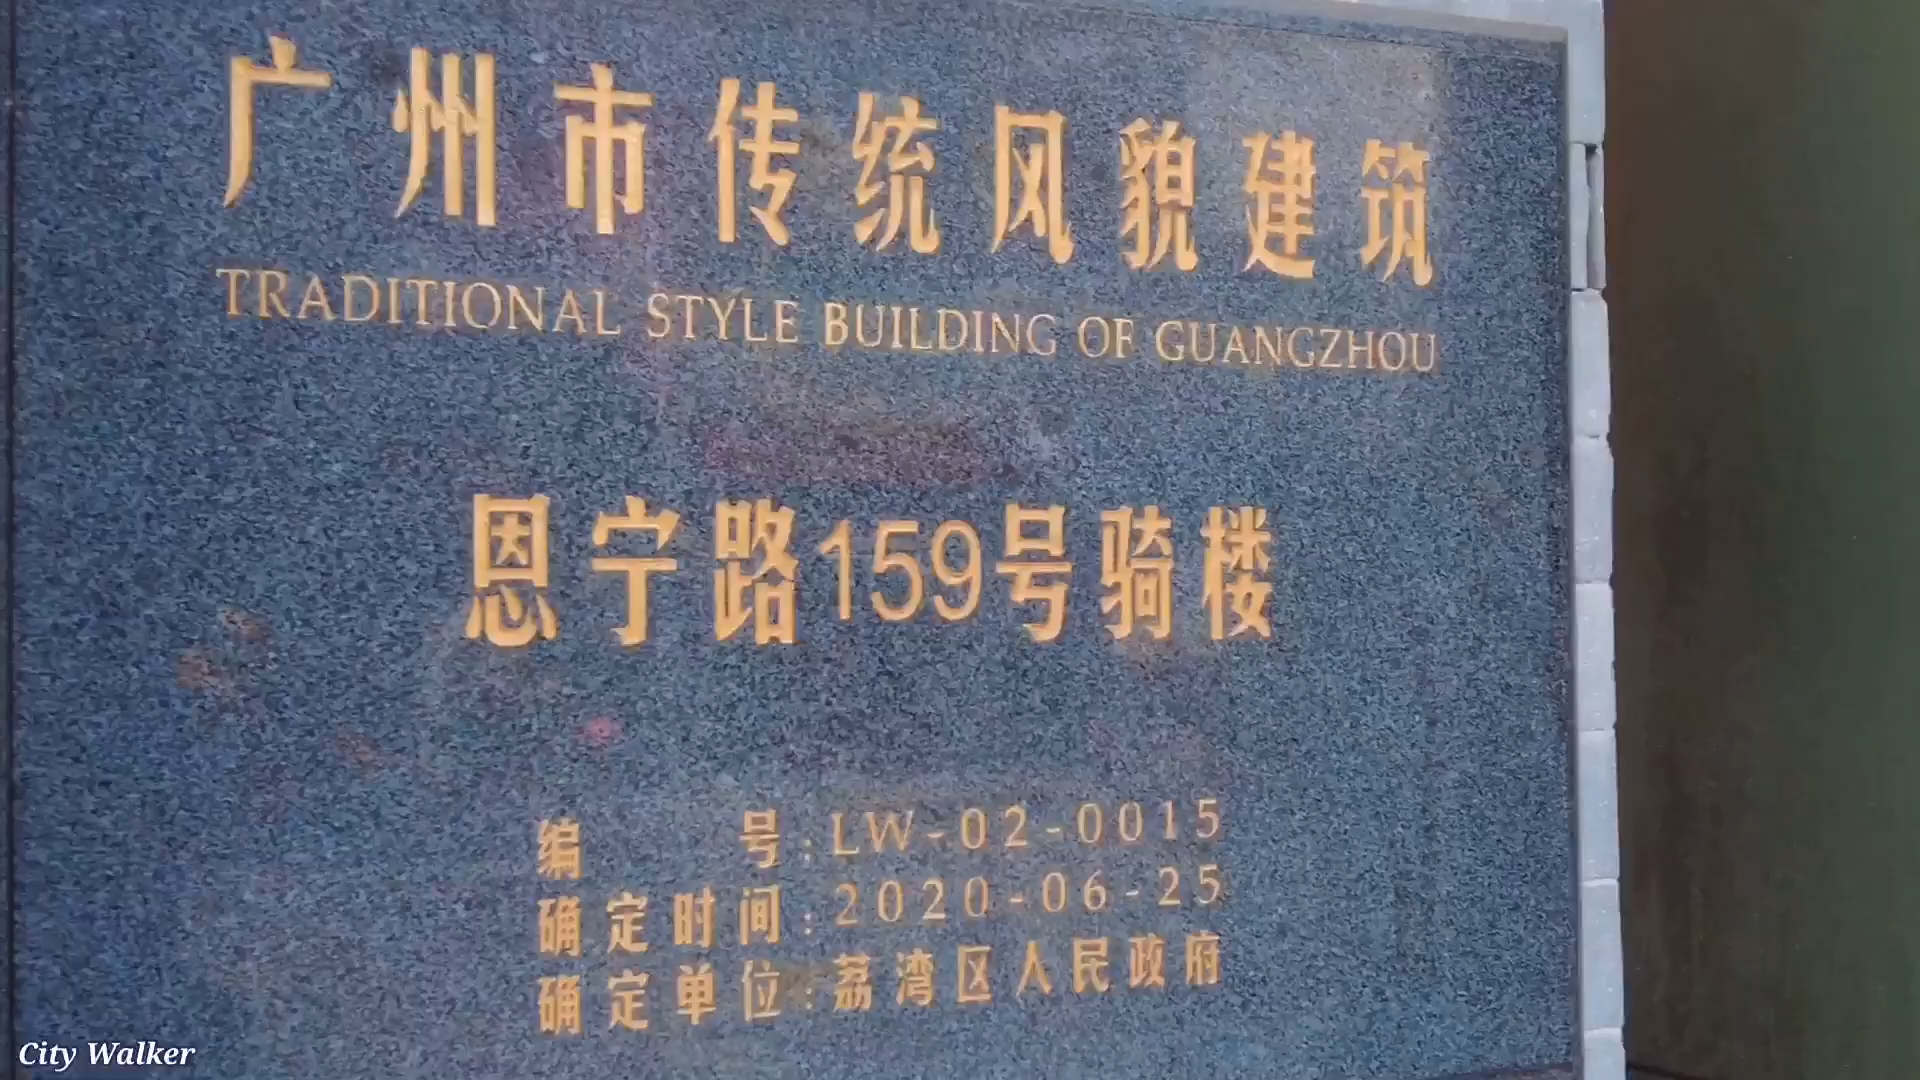 广州市传统风貌建筑
TRADITIONAL STYLE BUILDING OF GUANGZHOU
恩宁路159号骑楼
编 号:LW-02-0015
确定时间:2020-06-25
确定单位:荔湾区人民政府
City Walker